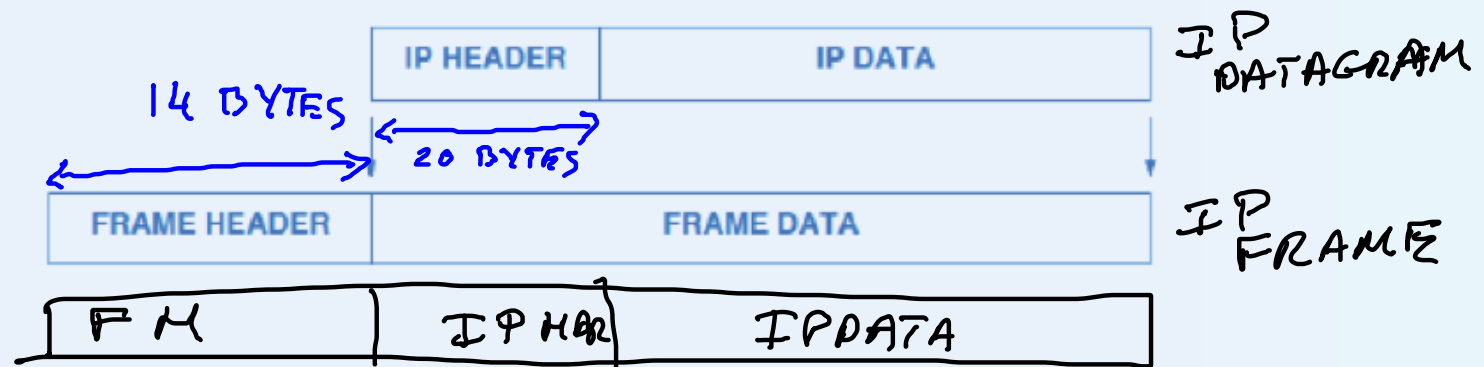 IP HEADER IP DATA IP DATAGRAM
14 BYTES
20 BYTES
FRAME HEADER FRAME DATA IP FRAME
FH IP HDR IPDATA